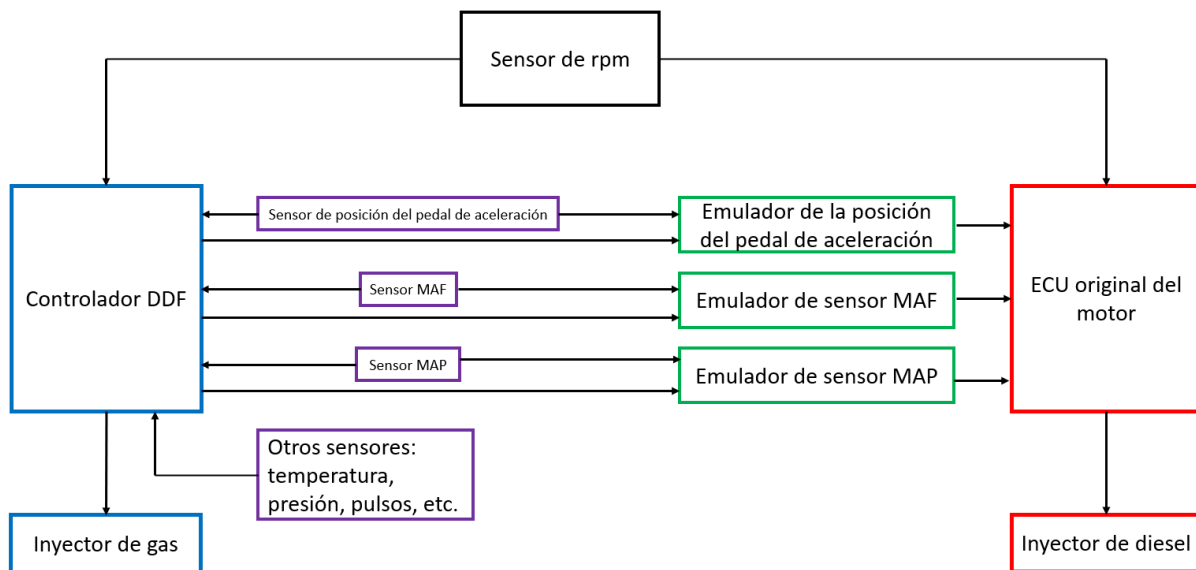 Sensor de rpm
Sensor de posición del pedal de aceleración
Emulador de la posición
del pedal de aceleración
Controlador DDF
Sensor MAF
Emulador de sensor MAF
ECU original del
motor
Sensor MAP
Emulador de sensor MAP
Otros sensores:
temperatura,
presión, pulsos, etc.
Inyector de gas
Inyector de diesel